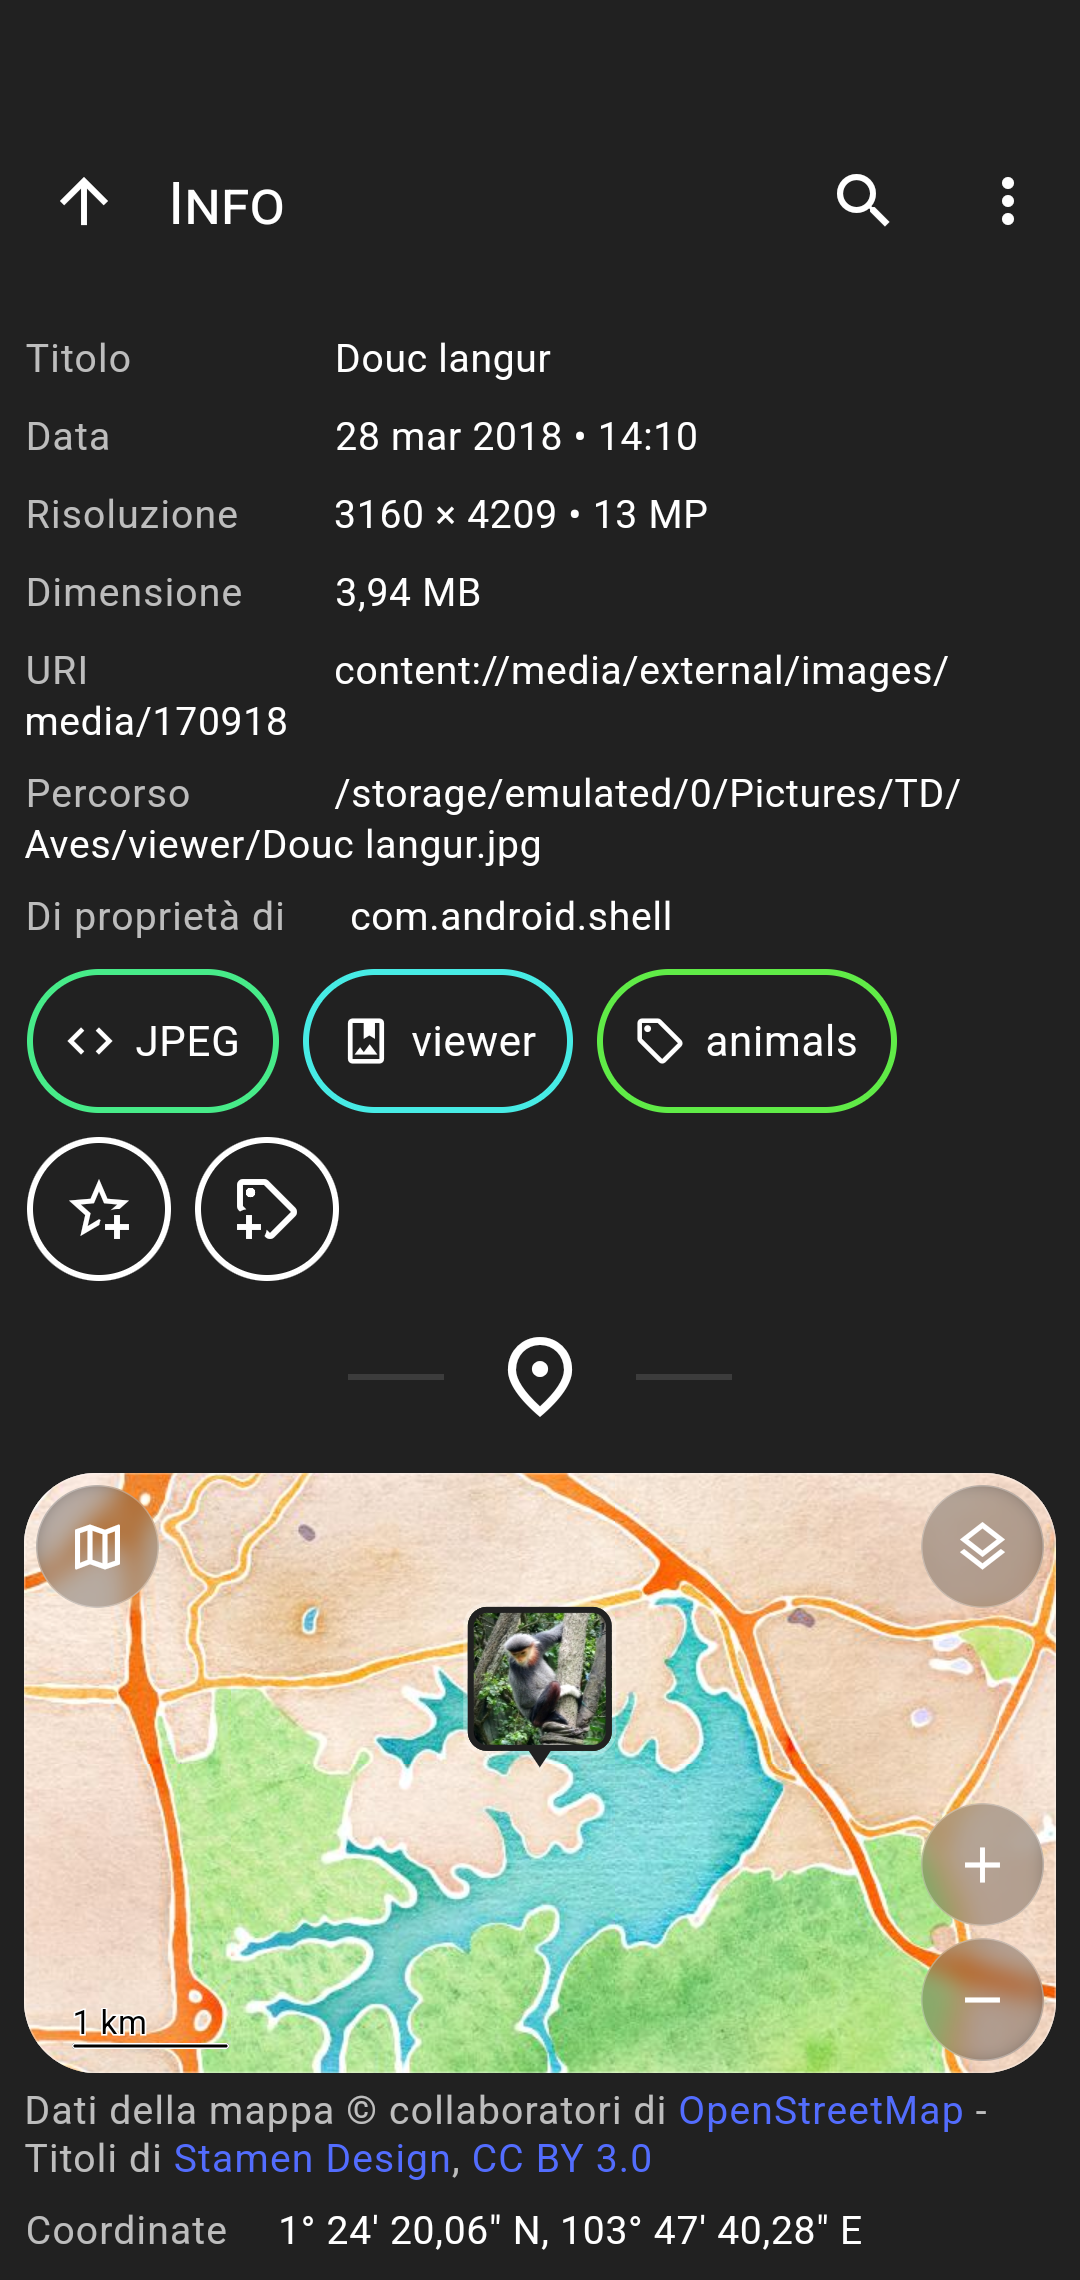 Info
Titolo Douc langur
Data 28 mar 2018 • 14:10
Risoluzione 3160 × 4209 • 13 MP
Dimensione 3,94 MB
URI content://media/external/images/
media/170918
Percorso /storage/emulated/0/Pictures/TD/
Aves/viewer/Douc langur.jpg
Di proprietà di com.android.shell
JPEG viewer animals
1 km
Dati della mappa © collaboratori di OpenStreetMap -
Titoli di Stamen Design, CC BY 3.0
Coordinate 1° 24' 20,06" N, 103° 47' 40,28" E